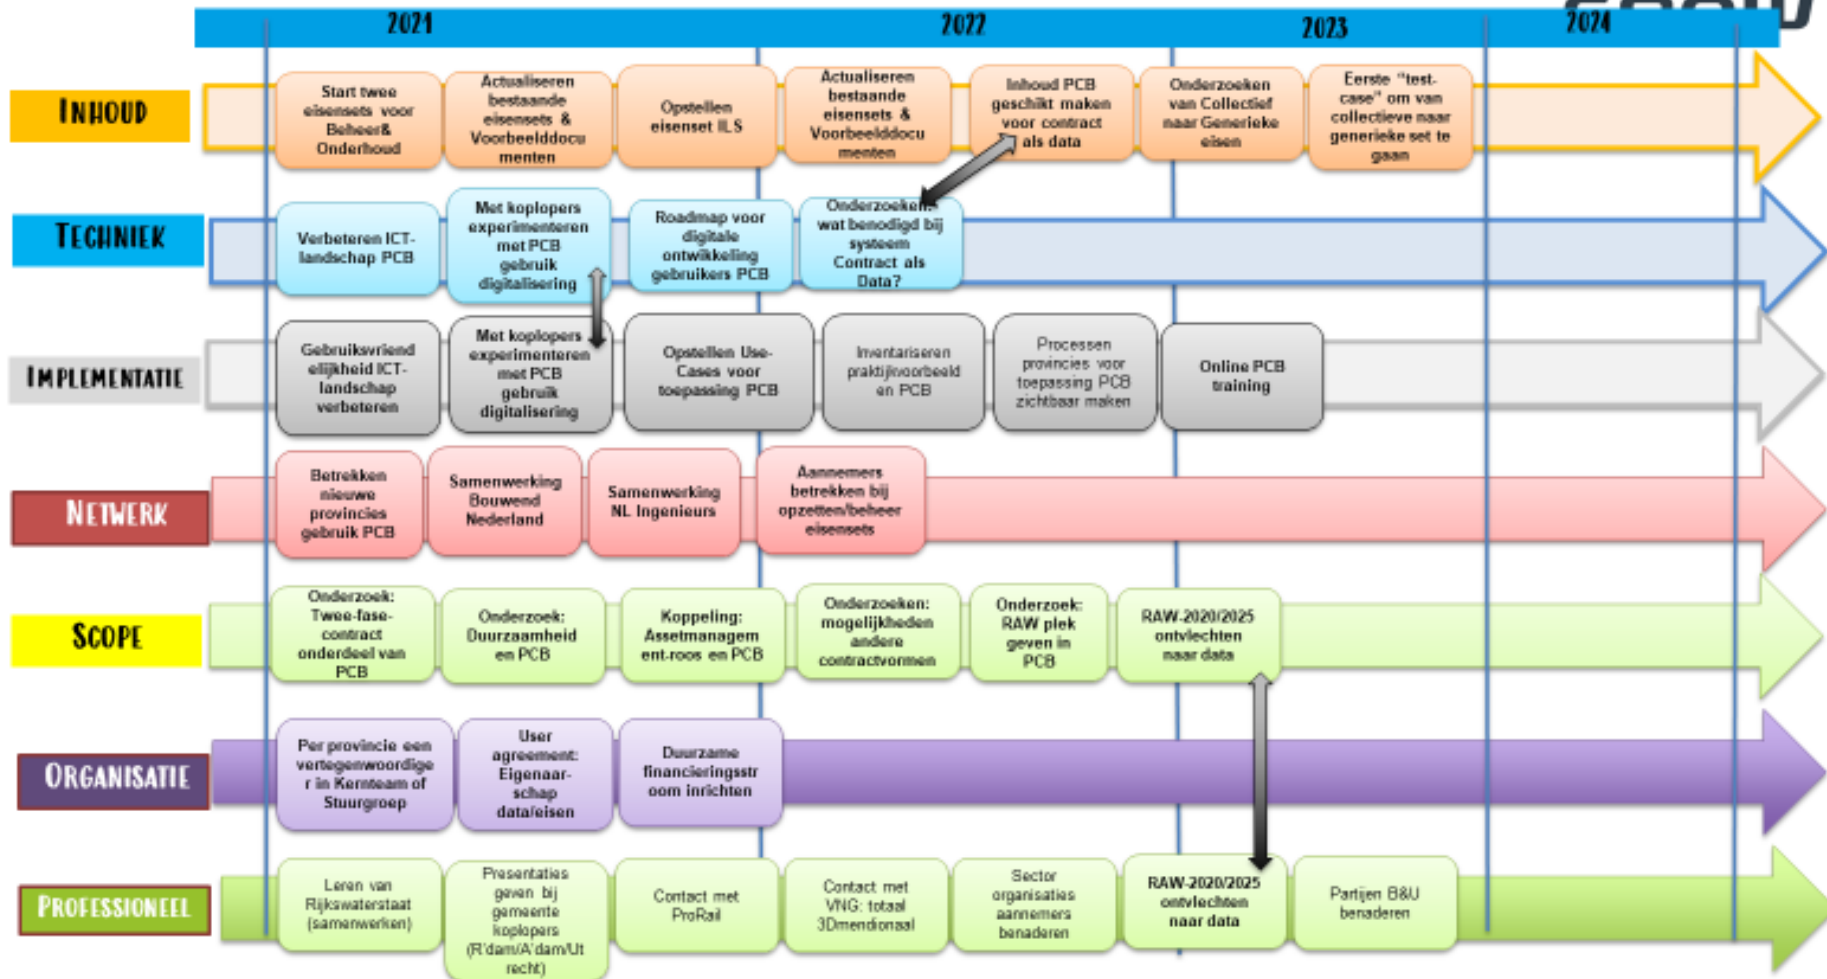 2021
2022
2023
2024
INHOUD
Start twee
eisensets voor
Beheer&
Onderhoud
Actualiseren
bestaande
eisensets &
Voorbeelddocu
menten
Opstellen
eisenset ILS
Actualiseren
bestaande
eisensets &
Voorbeelddocu
menten
Inhoud PCB
geschikt maken
voor contract
als data
Onderzoeken
van Collectief
naar Generieke
eisen
Eerste "test-
case" om van
collectieve naar
generieke set te
gaan
TECHNIEK
Verbeteren ICT-
landschap PCB
Met koplopers
experimenteren
met PCB
gebruik
digitalisering
Roadmap voor
digitale
ontwikkeling
gebruikers PCB
Onderzoeken:
wat benodigd bij
systeem
Contract als
Data?
IMPLEMENTATIE
Gebruiksvriend
elijkheid ICT-
landschap
verbeteren
Met koplopers
experimenteren
met PCB
gebruik
digitalisering
Opstellen Use-
Cases voor
toepassing PCB
Inventariseren
praktijkvoorbeeld
en PCB
Processen
provincies voor
toepassing PCB
zichtbaar maken
Online PCB
training
NETWERK
Betrekken
nieuwe
provincies
gebruik PCB
Samenwerking
Bouwend
Nederland
Samenwerking
NL Ingenieurs
Aannemers
betrekken bij
opzetten/beheer
eisensets
SCOPE
Onderzoek:
Twee-fase-
contract
onderdeel van
PCB
Onderzoek:
Duurzaamheid
en PCB
Koppeling:
Assetmanagem
ent-roos en PCB
Onderzoeken:
mogelijkheden
andere
contractvormen
Onderzoek:
RAW plek
geven in
PCB
RAW-2020/2025
ontvlechten
naar data
ORGANISATIE
Per provincie een
vertegenwoordige
r in Kernteam of
Stuurgroep
User
agreement:
Eigenaar-
schap
data/eisen
Duurzame
financieringsstr
oom inrichten
PROFESSIONEEL
Leren van
Rijkswaterstaat
(samenwerken)
Presentaties
geven bij
gemeente
koplopers
(R'dam/A'dam/Ut
recht)
Contact met
ProRail
Contact met
VNG: totaal
3Dmendionaal
Sector
organisaties
aannemers
benaderen
RAW-2020/2025
ontvlechten
naar data
Partijen B&U
benaderen